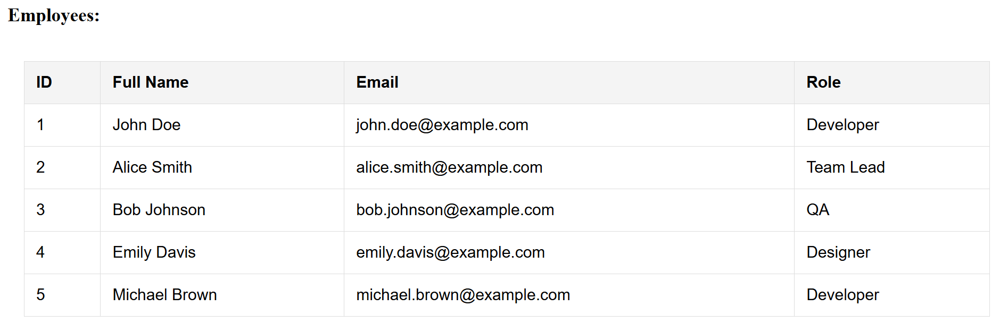 Employees:
ID Full Name Email Role
1 John Doe john.doe@example.com Developer
2 Alice Smith alice.smith@example.com Team Lead
3 Bob Johnson bob.johnson@example.com QA
4 Emily Davis emily.davis@example.com Designer
5 Michael Brown michael.brown@example.com Developer